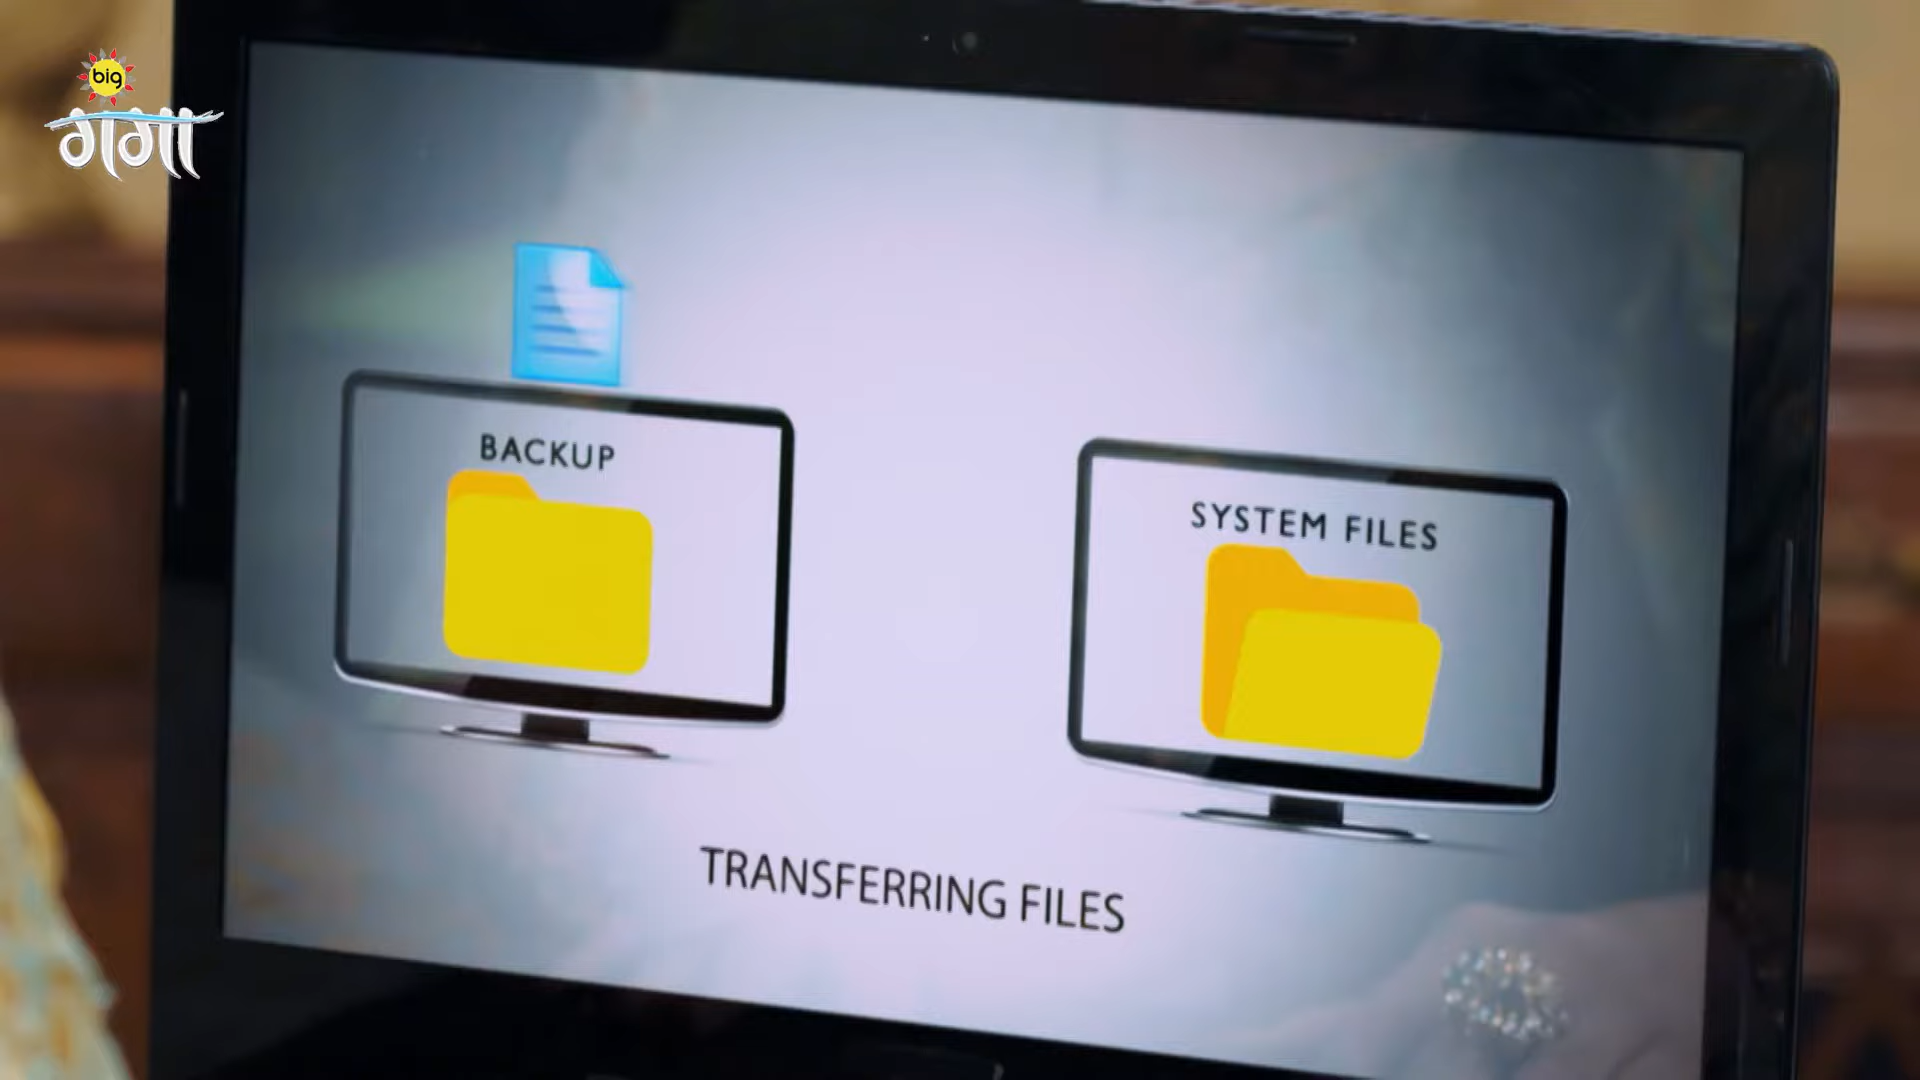 big
गंगा
BACKUP
SYSTEM FILES
TRANSFERRING FILES